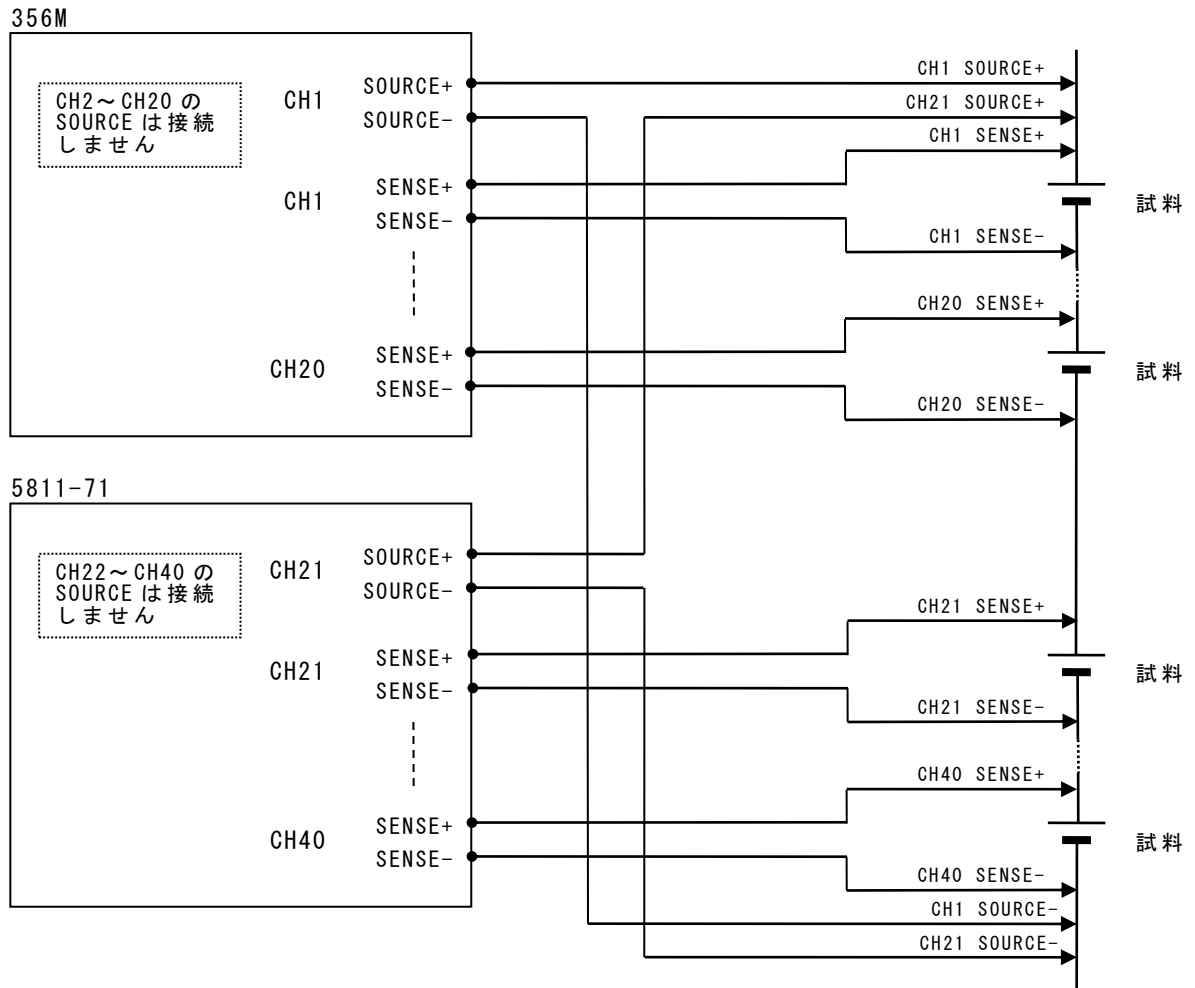 356M
CH2～CH20 の
SOURCE は接続
しません
CH1
SOURCE+
SOURCE-
CH1
SENSE+
SENSE-
CH20
SENSE+
SENSE-
CH1 SOURCE+
CH21 SOURCE+
CH1 SENSE+
試料
CH1 SENSE-
CH20 SENSE+
試料
CH20 SENSE-
5811-71
CH22～CH40 の
SOURCE は接続
しません
CH21
SOURCE+
SOURCE-
CH21
SENSE+
SENSE-
CH40
SENSE+
SENSE-
CH21 SENSE+
試料
CH21 SENSE-
CH40 SENSE+
試料
CH40 SENSE-
CH1 SOURCE-
CH21 SOURCE-